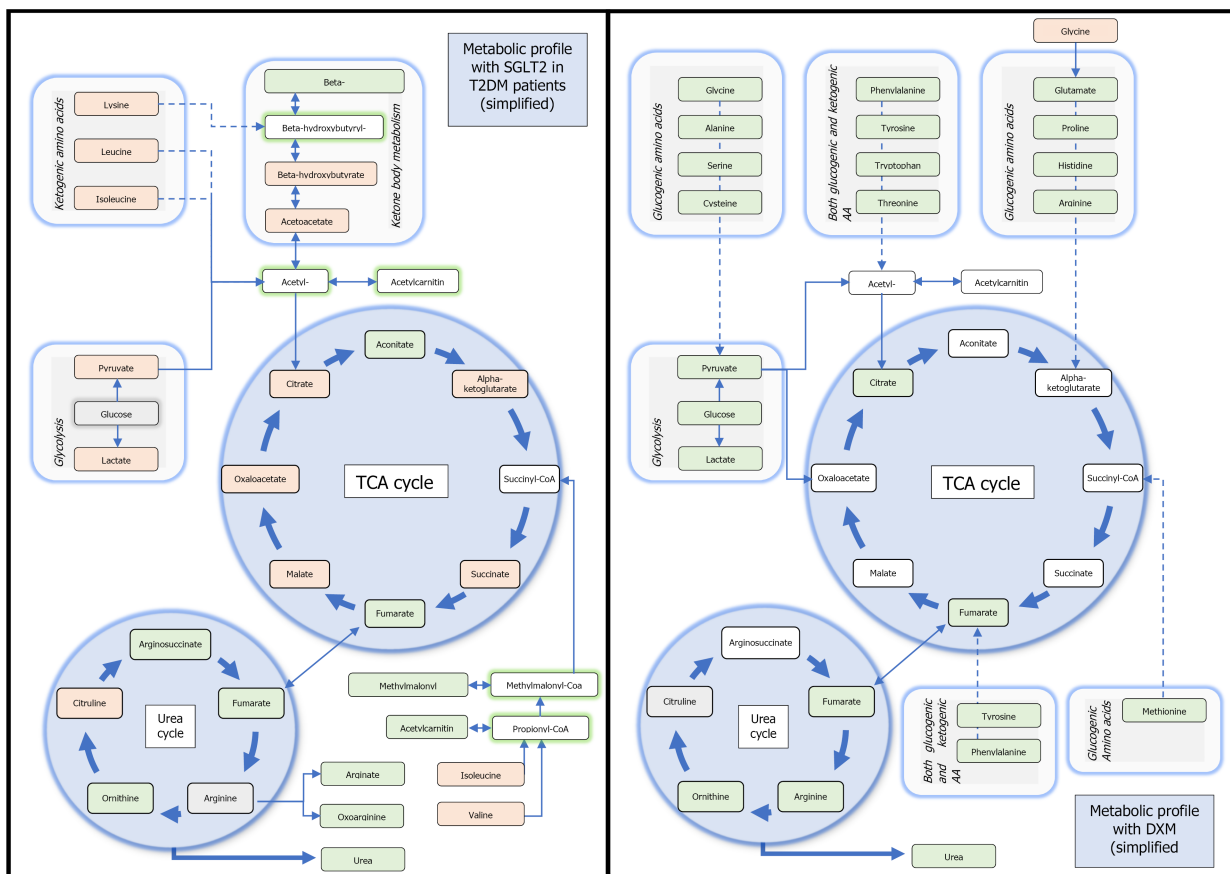 Metabolic profile
with SGLT2 in
T2DM patients
(simplified)
Ketogenic amino acids
Lysine
Leucine
Isoleucine
Beta-
Beta-hydroxybutyryl-
Beta-hydroxybutyrate
Acetoacetate
Ketone body metabolism
Acetyl-
Acetylcarnitin
Glycolysis
Pyruvate
Glucose
Lactate
TCA cycle
Aconitate
Citrate
Alpha-
ketoglutarate
Oxaloacetate
Succinyl-CoA
Malate
Succinate
Fumarate
Urea
cycle
Arginosuccinate
Citruline
Fumarate
Ornithine
Arginine
Methylmalonyl
Methylmalonyl-Coa
Acetylcarnitin
Propionyl-CoA
Isoleucine
Valine
Arginate
Oxoarginine
Urea
Glycine
Glucogenic amino acids
Glycine
Alanine
Serine
Cysteine
Both glucogenic and ketogenic
AA
Phenylalanine
Tyrosine
Tryptophan
Threonine
Glucogenic amino acids
Glutamate
Proline
Histidine
Arginine
Acetyl-
Acetylcarnitin
Glycolysis
Pyruvate
Glucose
Lactate
TCA cycle
Aconitate
Citrate
Alpha-
ketoglutarate
Oxaloacetate
Succinyl-CoA
Malate
Succinate
Fumarate
Urea
cycle
Arginosuccinate
Citruline
Fumarate
Ornithine
Arginine
Both glucogenic
and ketogenic
AA
Tyrosine
Phenylalanine
Glucogenic
Amino acids
Methionine
Urea
Metabolic profile
with DXM
(simplified